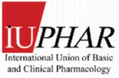 IUPHAR
International Union of Basic
and Clinical Pharmacology